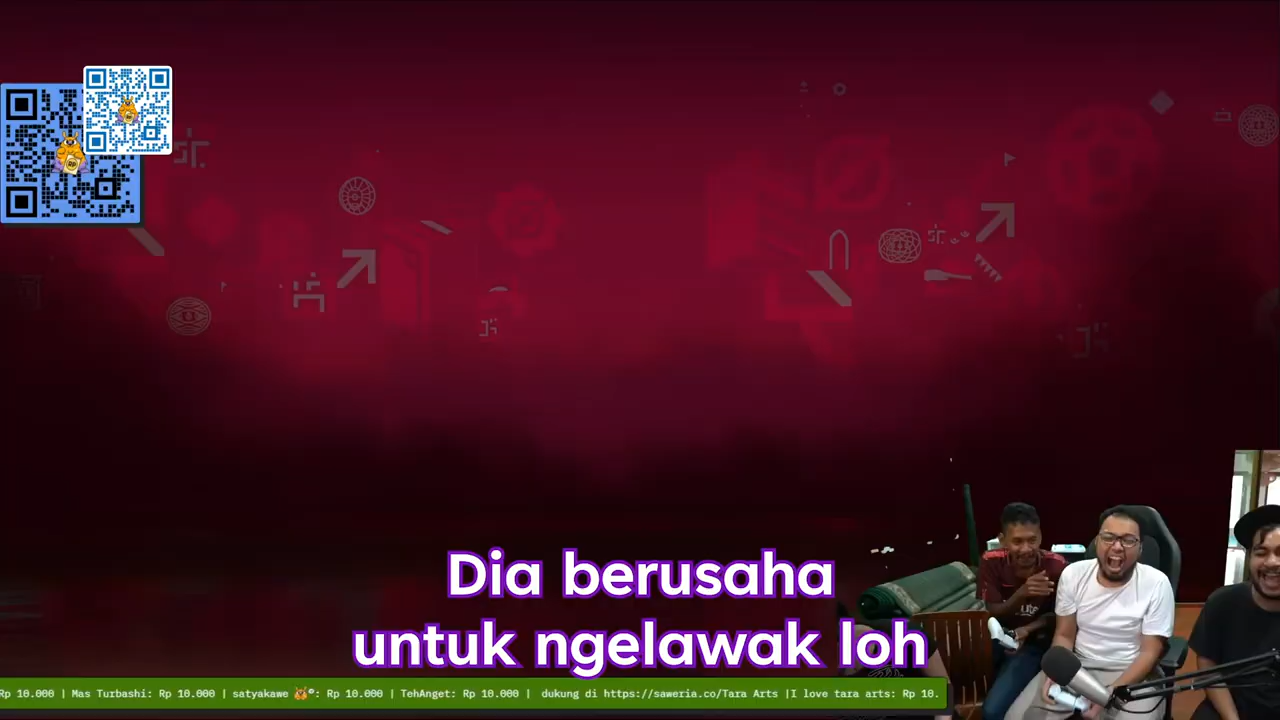 Dia berusaha
untuk ngelawak loh
Rp 10.000 | Mas Turbashi: Rp 10.000 | satyakawe : Rp 10.000 | TehAnget: Rp 10.000 | dukung di https://saweria.co/Tara Arts |I love tara arts: Rp 10.